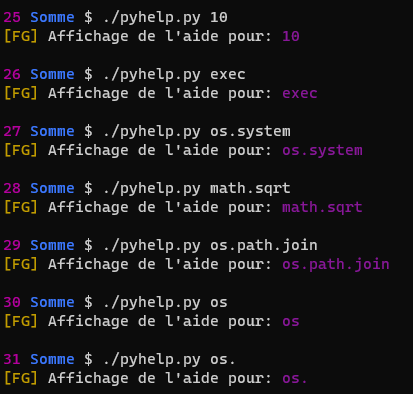 25 Somme $ ./pyhelp.py 10
[FG] Affichage de l'aide pour: 10
26 Somme $ ./pyhelp.py exec
[FG] Affichage de l'aide pour: exec
27 Somme $ ./pyhelp.py os.system
[FG] Affichage de l'aide pour: os.system
28 Somme $ ./pyhelp.py math.sqrt
[FG] Affichage de l'aide pour: math.sqrt
29 Somme $ ./pyhelp.py os.path.join
[FG] Affichage de l'aide pour: os.path.join
30 Somme $ ./pyhelp.py os
[FG] Affichage de l'aide pour: os
31 Somme $ ./pyhelp.py os.
[FG] Affichage de l'aide pour: os.